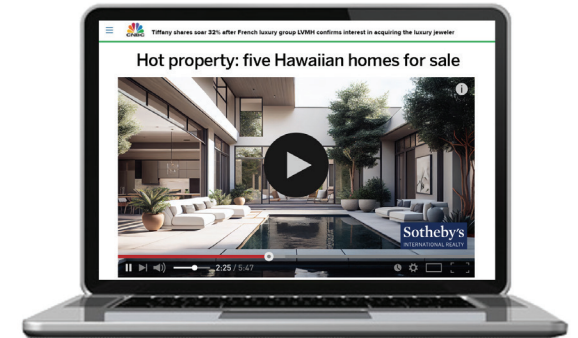 CNBC
Tiffany shares soar 32% after French luxury group LVMH confirms interest in acquiring the luxury jeweler
Hot property: five Hawaiian homes for sale
i
Sotheby's
INTERNATIONAL REALTY
2:25 / 5:47